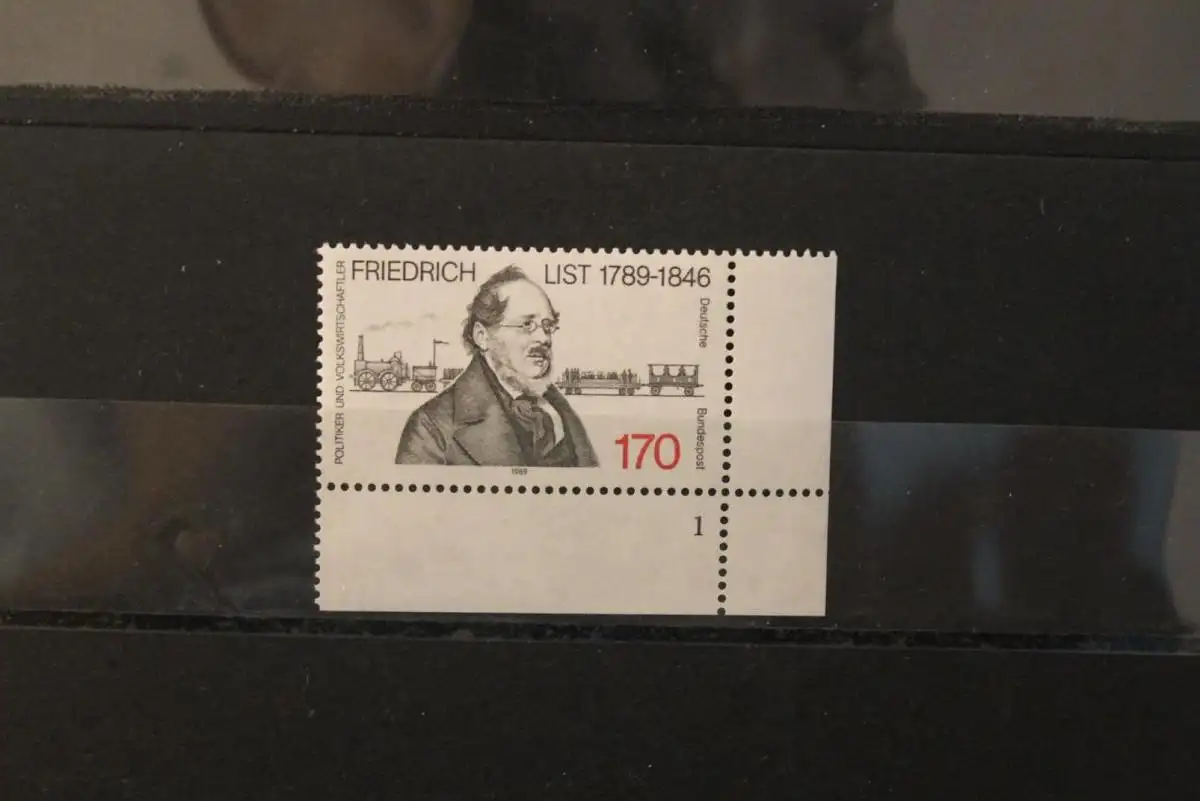 FRIEDRICH LIST 1789-1846
POLITIKER UND VOLKSWIRTSCHAFTLER
Deutsche Bundespost
170
1989
1